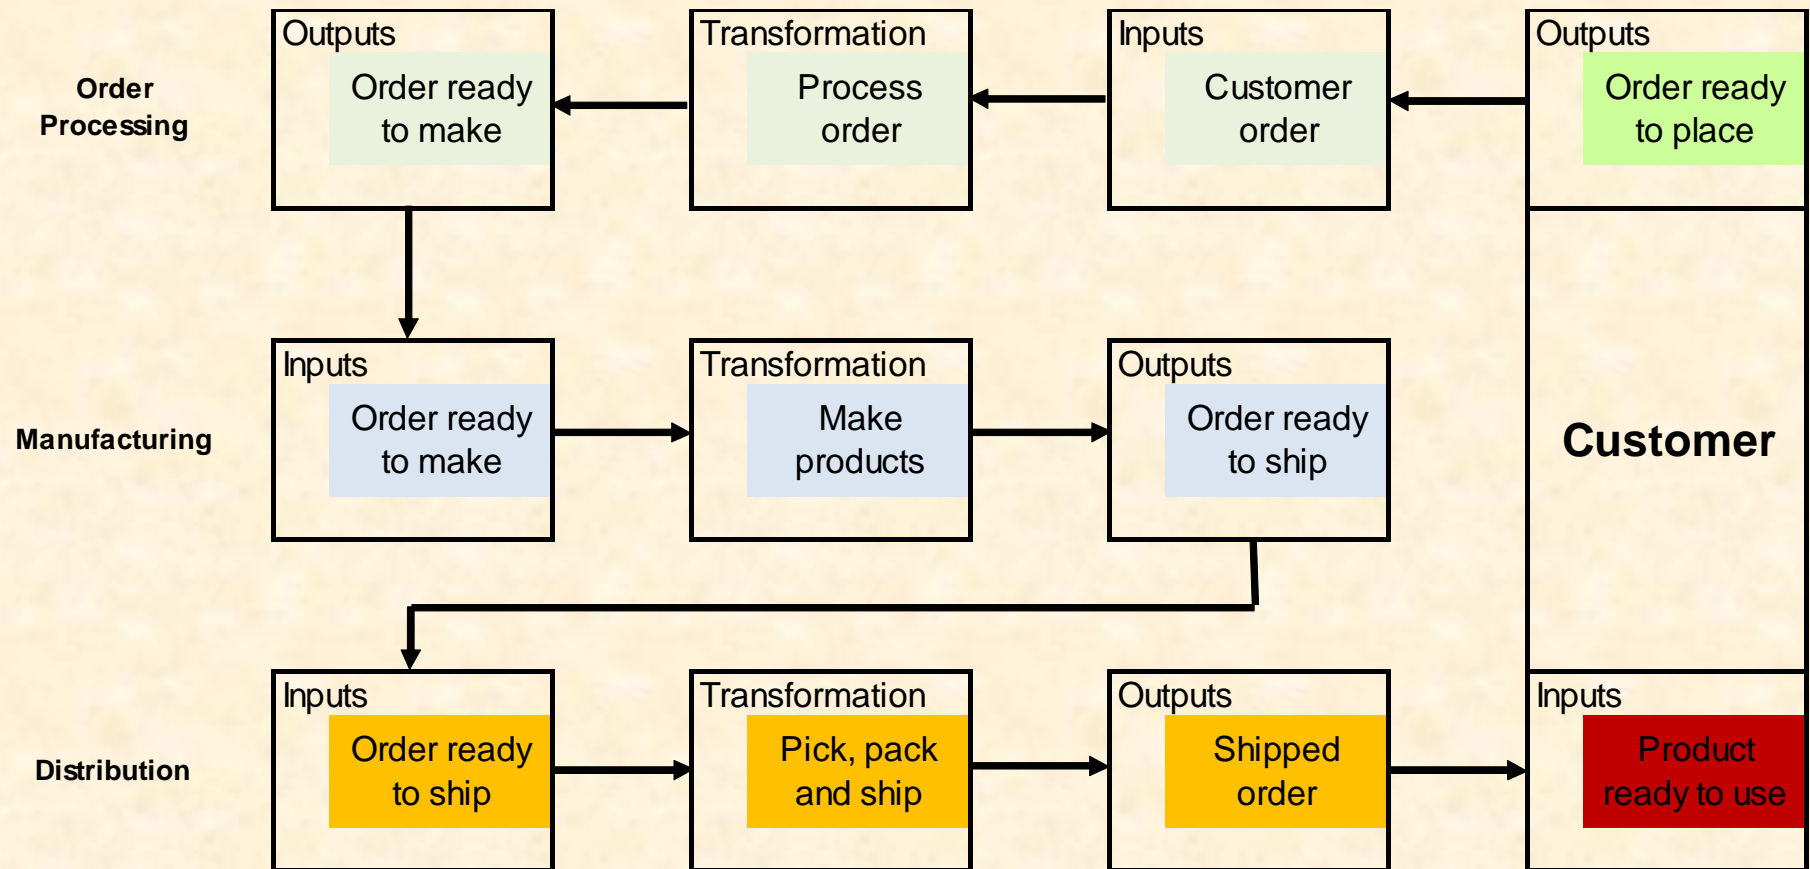 Outputs
Transformation
Inputs
Outputs
Order
Processing
Order ready
to make
Process
order
Customer
order
Order ready
to place
Inputs
Transformation
Outputs
Manufacturing
Order ready
to make
Make
products
Order ready
to ship
Customer
Inputs
Transformation
Outputs
Inputs
Distribution
Order ready
to ship
Pick, pack
and ship
Shipped
order
Product
ready to use